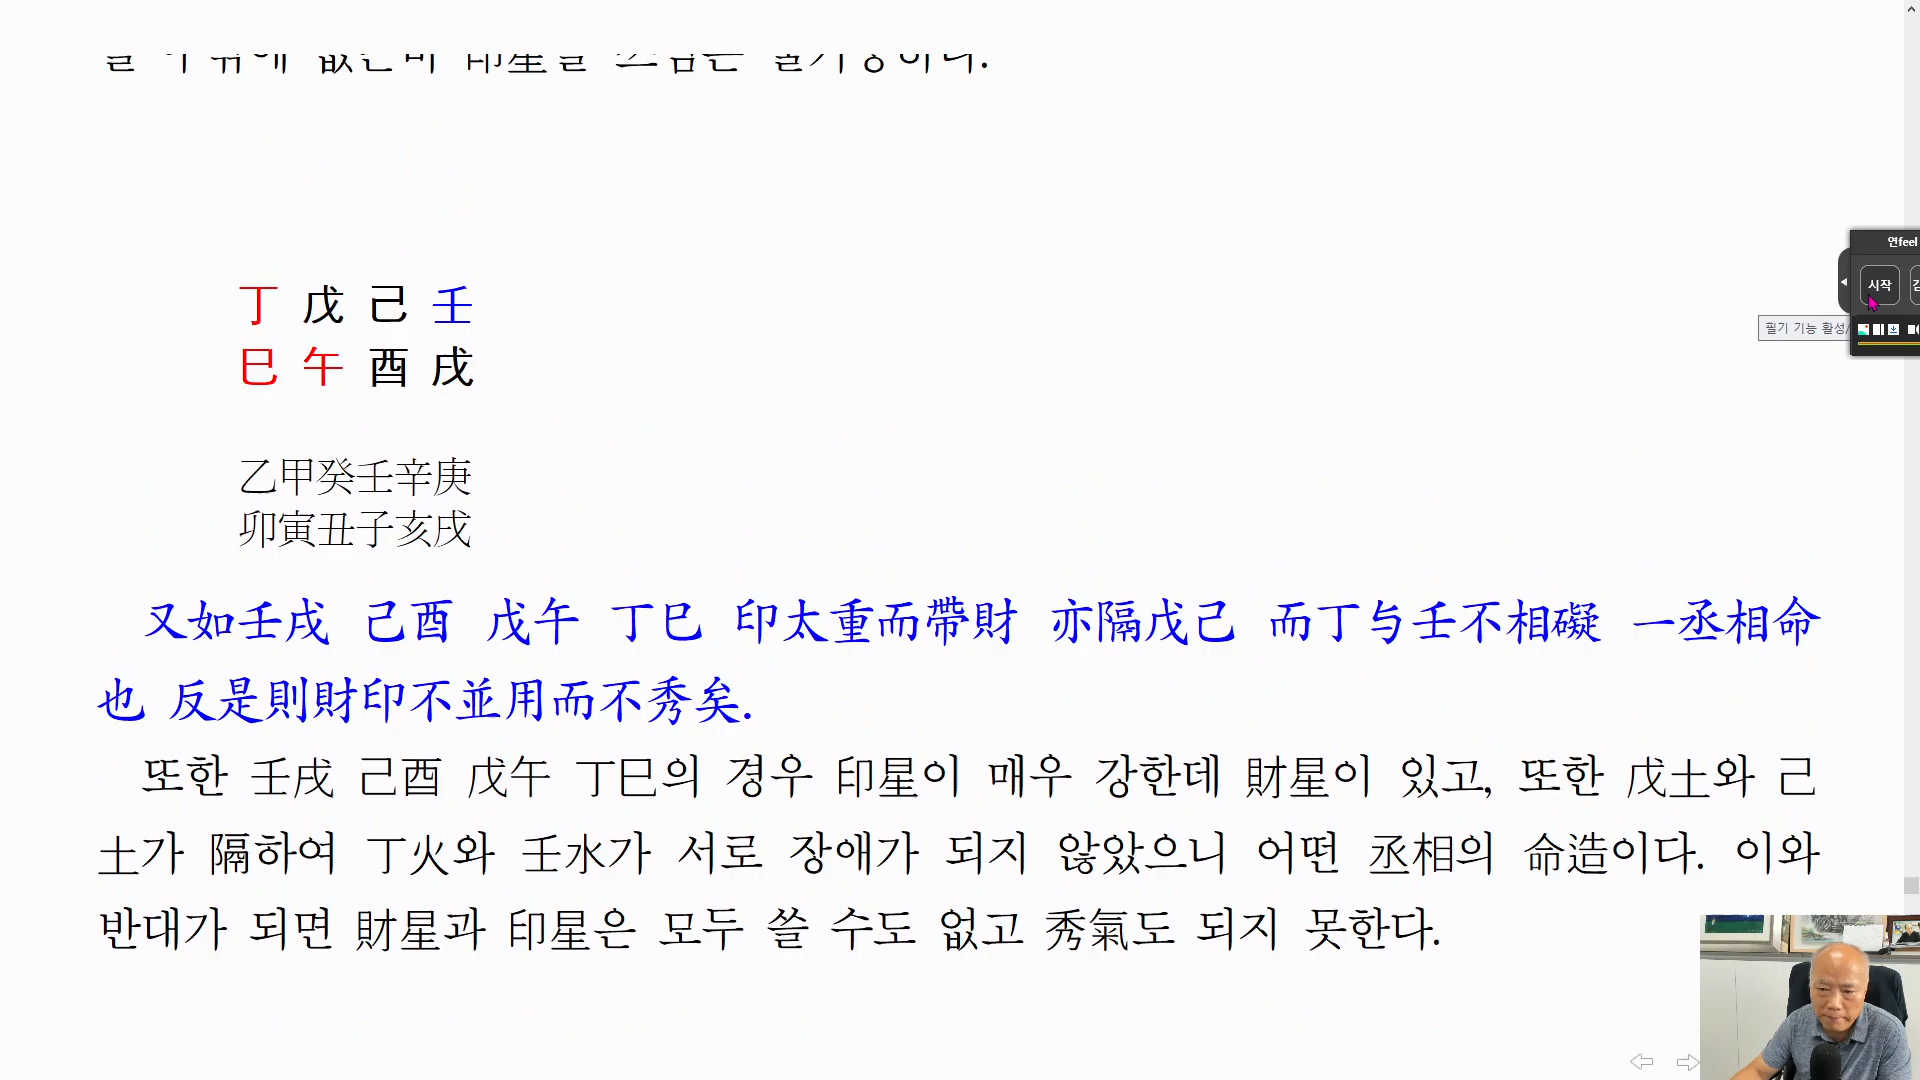 丁 戊 己 壬
巳 午 酉 戌
乙甲癸壬辛庚
卯寅丑子亥戌
又如壬戌 己酉 戊午 丁巳 印太重而帶財 亦隔戊己 而丁与壬不相礙 一丞相命
也 反是則財印不並用而不秀矣.
또한 壬戌 己酉 戊午 丁巳의 경우 印星이 매우 강한데 財星이 있고, 또한 戊土와 己
土가 隔하여 丁火와 壬水가 서로 장애가 되지 않았으니 어떤 丞相의 命造이다. 이와
반대가 되면 財星과 印星은 모두 쓸 수도 없고 秀氣도 되지 못한다.
연feel
시작
필기 기능 활성/